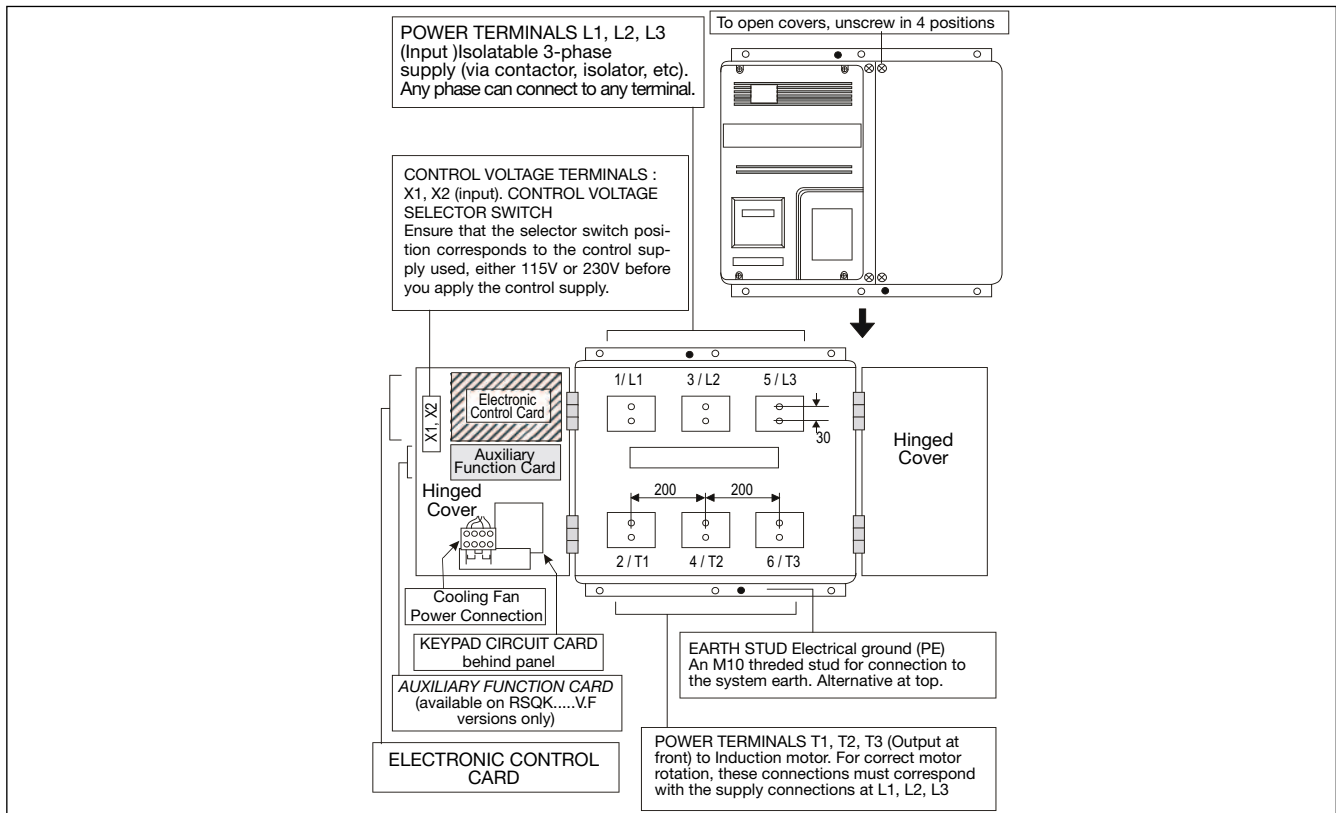 POWER TERMINALS L1, L2, L3
(Input )Isolatable 3-phase
supply (via contactor, isolator, etc).
Any phase can connect to any terminal.
To open covers, unscrew in 4 positions
CONTROL VOLTAGE TERMINALS :
X1, X2 (input). CONTROL VOLTAGE
SELECTOR SWITCH
Ensure that the selector switch posi-
tion corresponds to the control sup-
ply used, either 115V or 230V before
you apply the control supply.
X1, X2
Electronic
Control Card
Auxiliary
Function Card
Hinged
Cover
1/ L1
3 / L2
5 / L3
30
200
200
2 / T1
4 / T2
6 / T3
Hinged
Cover
Cooling Fan
Power Connection
KEYPAD CIRCUIT CARD
behind panel
AUXILIARY FUNCTION CARD
(available on RSQK.....V.F
versions only)
ELECTRONIC CONTROL
CARD
EARTH STUD Electrical ground (PE)
An M10 threded stud for connection to
the system earth. Alternative at top.
POWER TERMINALS T1, T2, T3 (Output at
front) to Induction motor. For correct motor
rotation, these connections must correspond
with the supply connections at L1, L2, L3